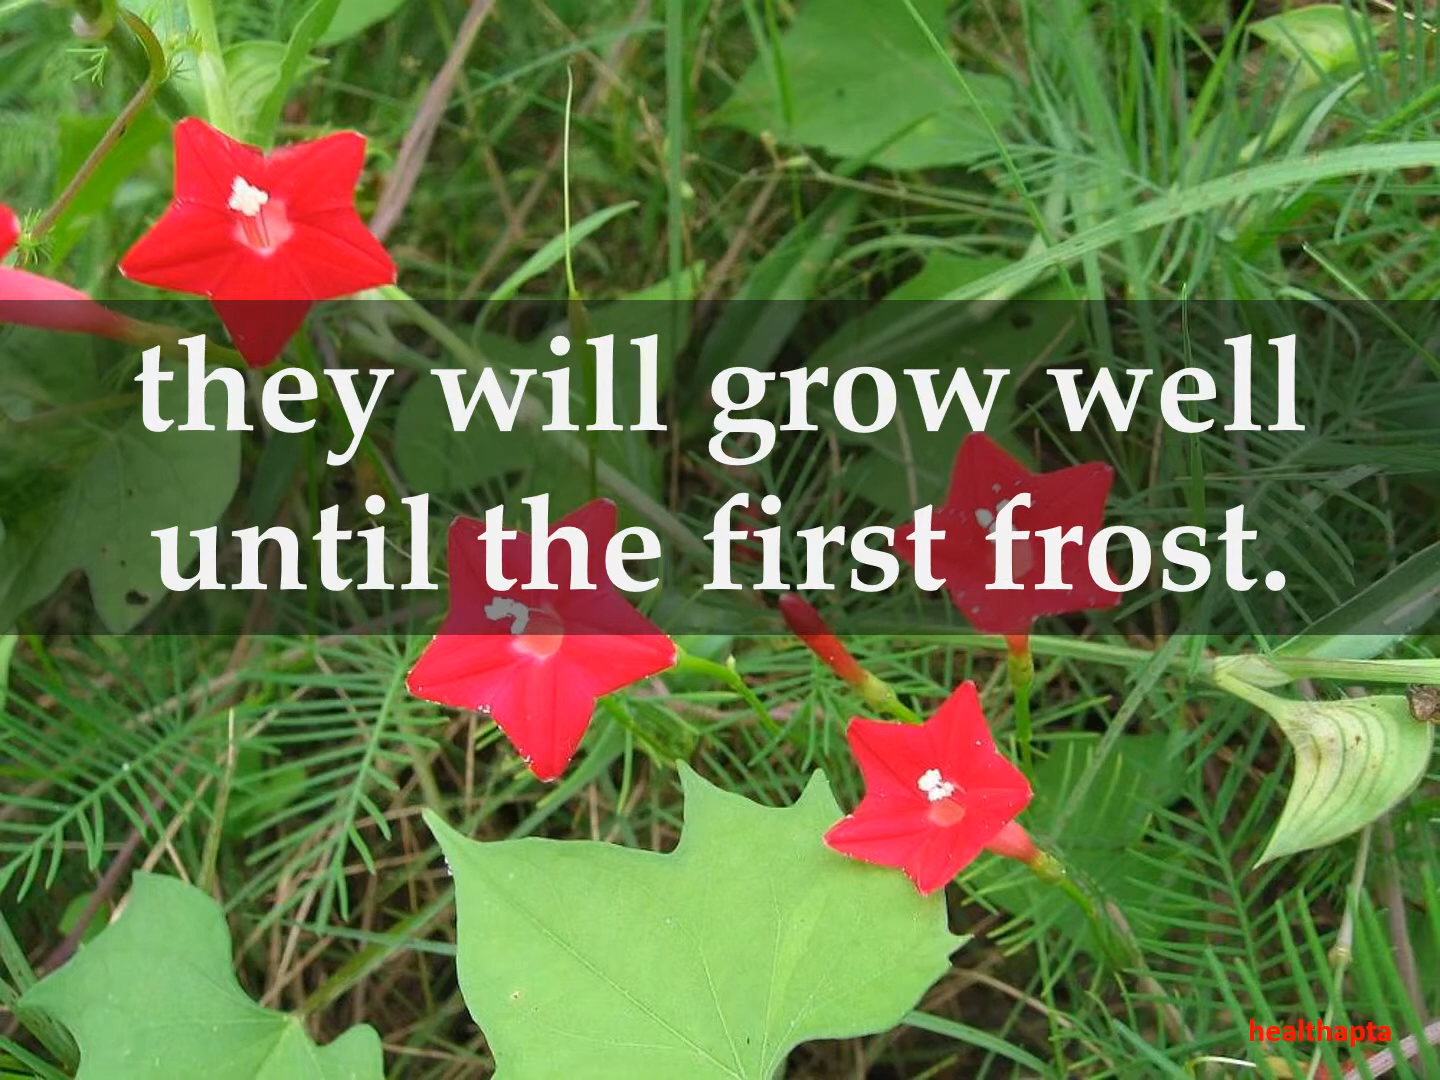 they will grow well
until the first frost.
healthapta